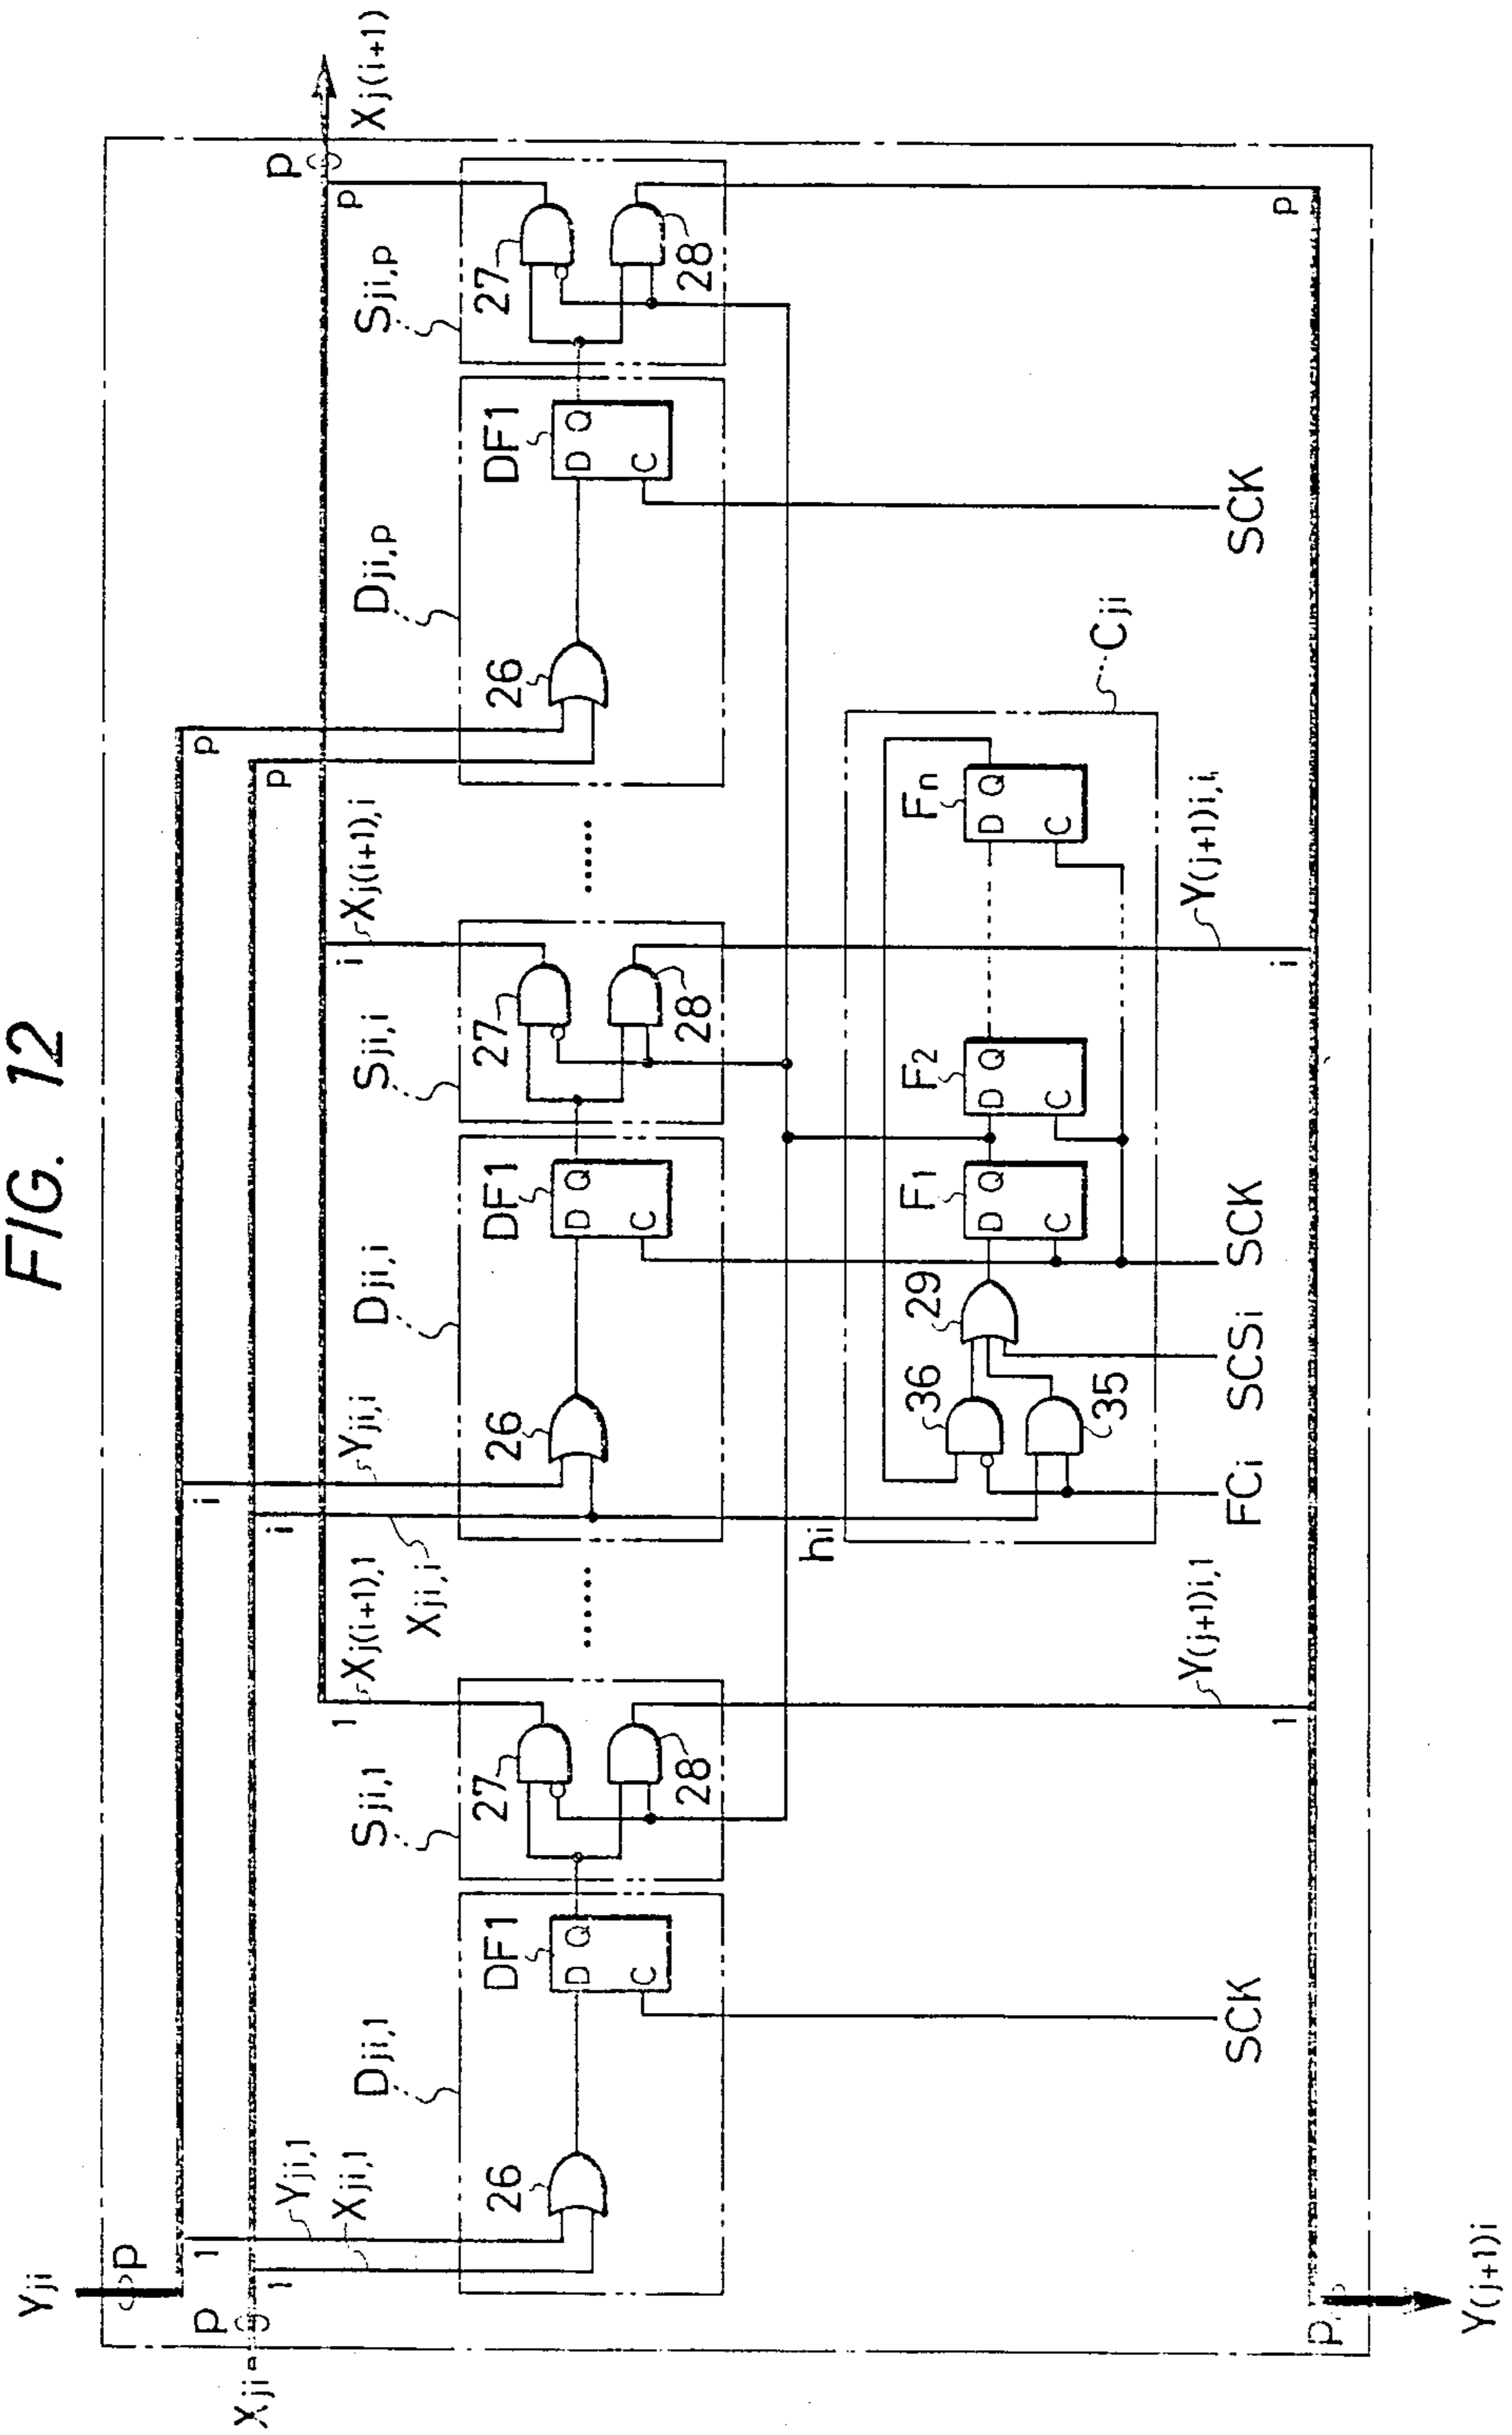 FIG. 12
Yji
P
P
Xji
1
1
Yji,1
Xji,1
Dji,1
26
DF1
D Q
C
SCK
Sji,1
27
28
1
Xj(i+1),1
Y(j+1)i,1
1
Xji,i
i
i
Yji,i
Dji,i
26
DF1
D Q
C
Sji,i
27
28
i
Xj(i+1),i
Y(j+1)i,i
i
hi
36
35
29
FCi
SCSi
SCK
F1
D Q
C
F2
D Q
C
Fn
D Q
C
Cji
p
p
Dji,p
26
DF1
D Q
C
SCK
Sji,p
27
28
p
p
P
Xj(i+1)
P
Y(j+1)i